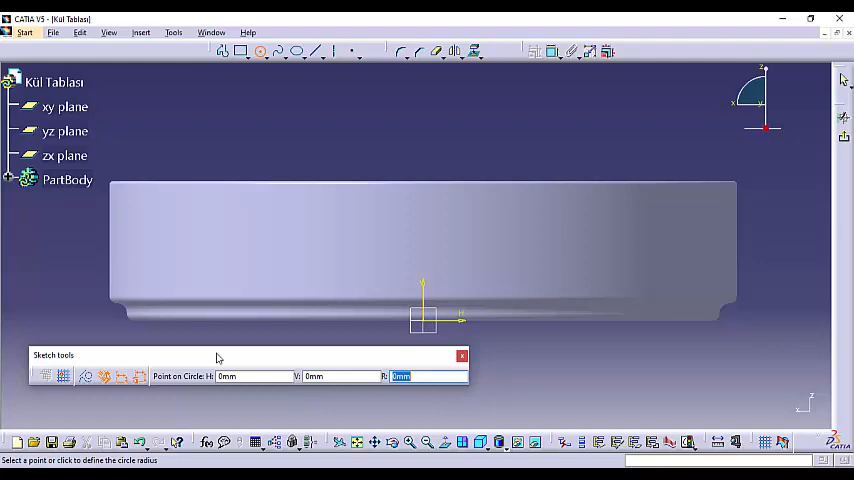 CATIA V5 - [Kül Tablası]
Start File Edit View Insert Tools Window Help
Kül Tablası
xy plane
yz plane
zx plane
PartBody
z
x
y
V
H
Sketch tools
Point on Circle: H: 0mm V: 0mm R: 0mm
z
x
Select a point or click to define the circle radius